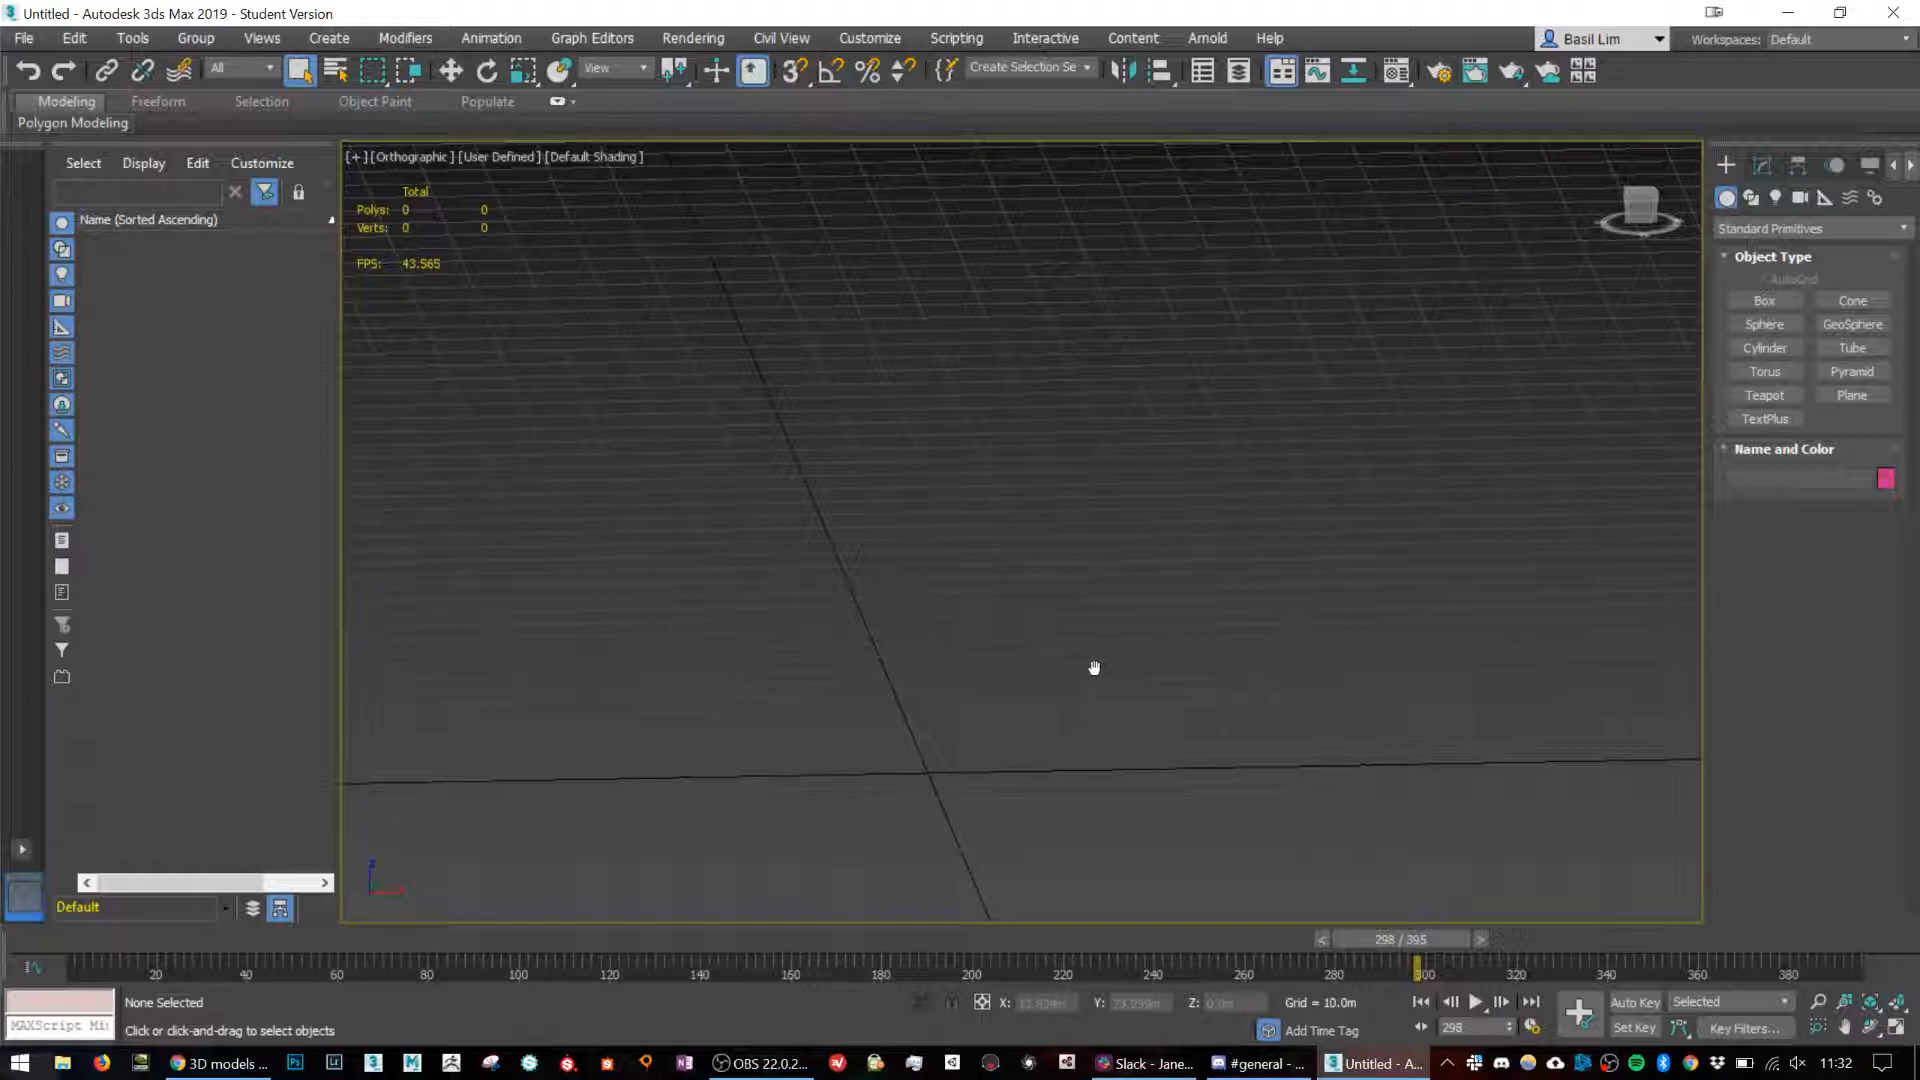 Untitled - Autodesk 3ds Max 2019 - Student Version
File Edit Tools Group Views Create Modifiers Animation Graph Editors Rendering Civil View Customize Scripting Interactive Content Arnold Help
Basil Lim
Workspaces: Default
All
View
Create Selection Se
Modeling Freeform Selection Object Paint Populate
Polygon Modeling
Select Display Edit Customize
Name (Sorted Ascending)
[+] [Orthographic] [User Defined] [Default Shading]
Total
Polys: 0 0
Verts: 0 0
FPS: 43.565
Standard Primitives
Object Type
AutoGrid
Box Cone
Sphere GeoSphere
Cylinder Tube
Torus Pyramid
Teapot Plane
TextPlus
Name and Color
Default
298 / 395
20 40 60 80 100 120 140 160 180 200 220 240 260 280 300 320 340 360 380
None Selected
X: Y: Z: 0.0m Grid = 10.0m
Auto Key Selected
MAXScript Mi
Click or click-and-drag to select objects
Add Time Tag
298
Set Key Key Filters...
3D models ...
OBS 22.0.2...
Slack - Jane...
#general - ...
Untitled - A...
11:32